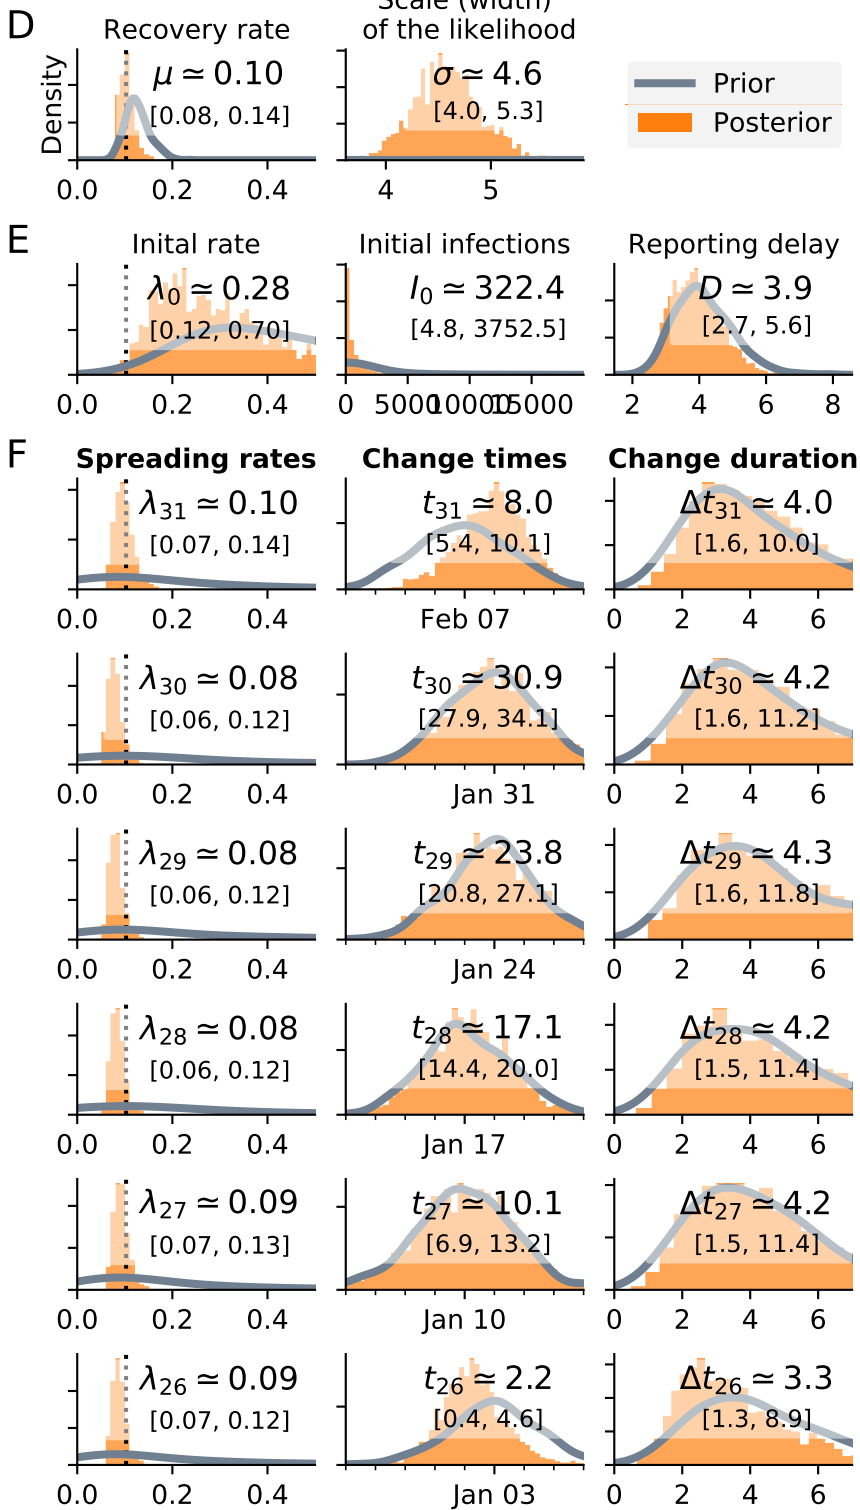 D
Recovery rate
Scale (width)
of the likelihood
Density
μ ≃ 0.10
[0.08, 0.14]
σ ≃ 4.6
[4.0, 5.3]
Prior
Posterior
0.0 0.2 0.4
4 5
E
Inital rate
Initial infections
Reporting delay
λ0 ≃ 0.28
[0.12, 0.70]
I0 ≃ 322.4
[4.8, 3752.5]
D ≃ 3.9
[2.7, 5.6]
0.0 0.2 0.4
0 5000 10000 15000
2 4 6 8
F
Spreading rates
Change times
Change duration
λ31 ≃ 0.10
[0.07, 0.14]
t31 ≃ 8.0
[5.4, 10.1]
Δt31 ≃ 4.0
[1.6, 10.0]
0.0 0.2 0.4
Feb 07
0 2 4 6
λ30 ≃ 0.08
[0.06, 0.12]
t30 ≃ 30.9
[27.9, 34.1]
Δt30 ≃ 4.2
[1.6, 11.2]
0.0 0.2 0.4
Jan 31
0 2 4 6
λ29 ≃ 0.08
[0.06, 0.12]
t29 ≃ 23.8
[20.8, 27.1]
Δt29 ≃ 4.3
[1.6, 11.8]
0.0 0.2 0.4
Jan 24
0 2 4 6
λ28 ≃ 0.08
[0.06, 0.12]
t28 ≃ 17.1
[14.4, 20.0]
Δt28 ≃ 4.2
[1.5, 11.4]
0.0 0.2 0.4
Jan 17
0 2 4 6
λ27 ≃ 0.09
[0.07, 0.13]
t27 ≃ 10.1
[6.9, 13.2]
Δt27 ≃ 4.2
[1.5, 11.4]
0.0 0.2 0.4
Jan 10
0 2 4 6
λ26 ≃ 0.09
[0.07, 0.12]
t26 ≃ 2.2
[0.4, 4.6]
Δt26 ≃ 3.3
[1.3, 8.9]
0.0 0.2 0.4
Jan 03
0 2 4 6